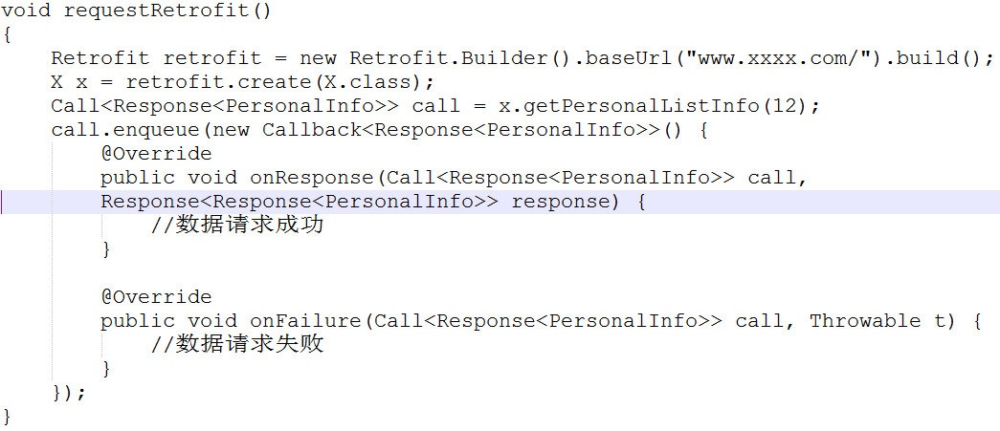 void requestRetrofit()
{
    Retrofit retrofit = new Retrofit.Builder().baseUrl("www.xxxx.com/").build();
    X x = retrofit.create(X.class);
    Call<Response<PersonalInfo>> call = x.getPersonalListInfo(12);
    call.enqueue(new Callback<Response<PersonalInfo>>() {
        @Override
        public void onResponse(Call<Response<PersonalInfo>> call,
        Response<Response<PersonalInfo>> response) {
            //数据请求成功
        }

        @Override
        public void onFailure(Call<Response<PersonalInfo>> call, Throwable t) {
            //数据请求失败
        }
    });
}